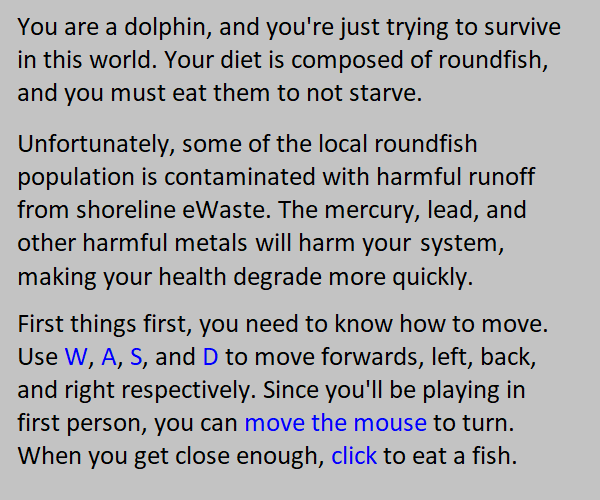 You are a dolphin, and you're just trying to survive
in this world. Your diet is composed of roundfish,
and you must eat them to not starve.
Unfortunately, some of the local roundfish
population is contaminated with harmful runoff
from shoreline eWaste. The mercury, lead, and
other harmful metals will harm your system,
making your health degrade more quickly.
First things first, you need to know how to move.
Use W, A, S, and D to move forwards, left, back,
and right respectively. Since you'll be playing in
first person, you can move the mouse to turn.
When you get close enough, click to eat a fish.